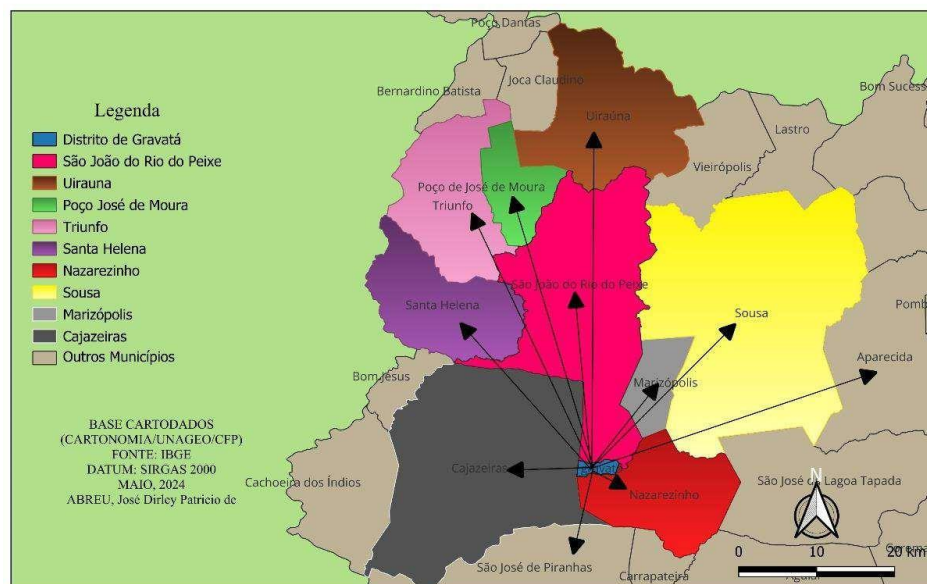 Legenda
Distrito de Gravatá
São João do Rio do Peixe
Uirauna
Poço José de Moura
Triunfo
Santa Helena
Nazarezinho
Sousa
Marizópolis
Cajazeiras
Outros Municípios
BASE CARTODADOS
(CARTONOMIA/UNAGEO/CFP)
FONTE: IBGE
DATUM: SIRGAS 2000
MAIO, 2024
ABREU, José Dirley Patricio de
Poço Dantas
Joca Claudino
Bernardino Batista
Bom Sucess
Uiraúna
Lastro
Vieirópolis
Poço de José de Moura
Triunfo
São João do Rio do Peixe
Pomb
Santa Helena
Sousa
Aparecida
Bom Jesus
Marizópolis
Cajazeiras
Cachoeira dos Índios
Nazarezinho
São José de Lagoa Tapada
São José de Piranhas
Carrapateira
N
0 10 20 km